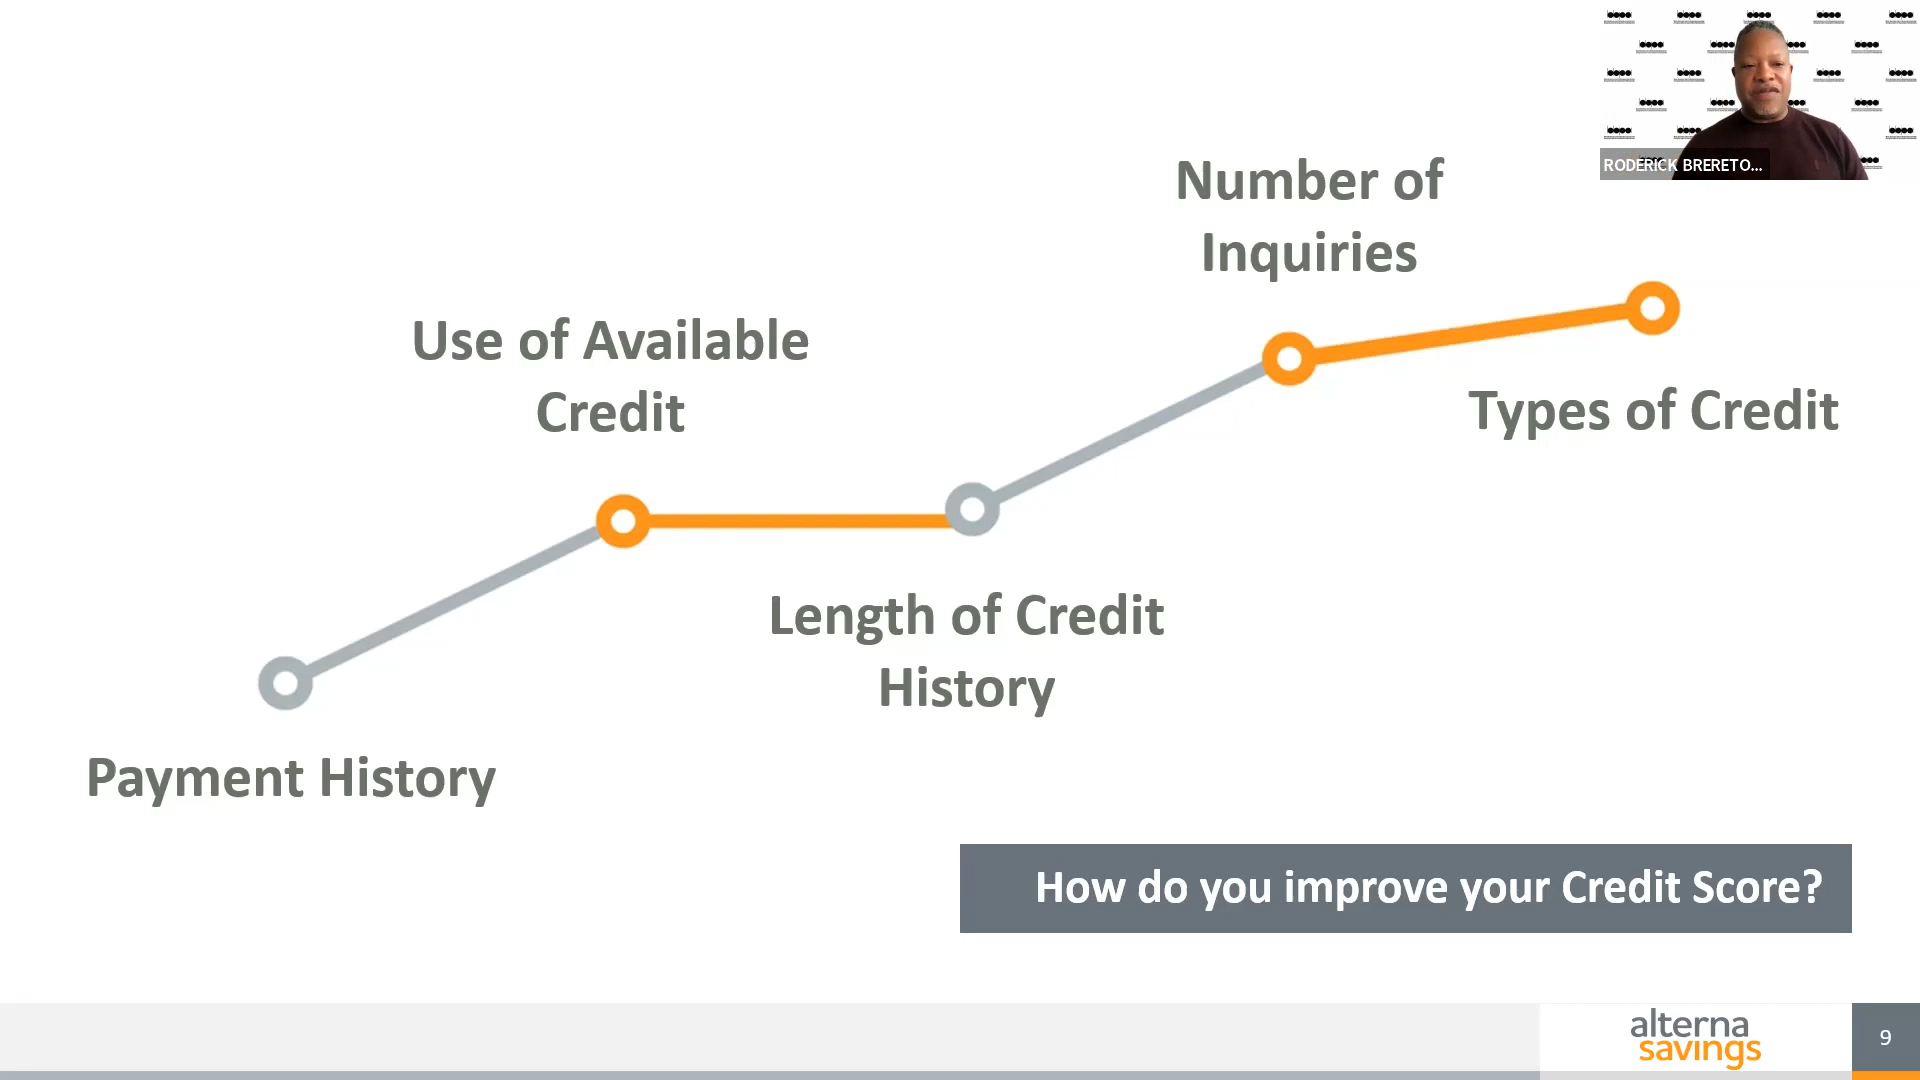 RODERICK BRERETO...
Number of
Inquiries
Use of Available
Credit
Types of Credit
Length of Credit
History
Payment History
How do you improve your Credit Score?
alterna
savings
9